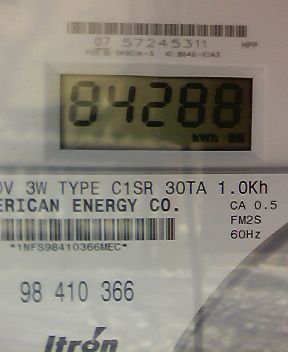 07 57245311 HPP
84288
kWh
0V 3W TYPE C1SR 30TA 1.0Kh
ERICAN ENERGY CO. CA 0.5
FM2S
*1NFS98410366MEC* 60Hz
98 410 366
Itron